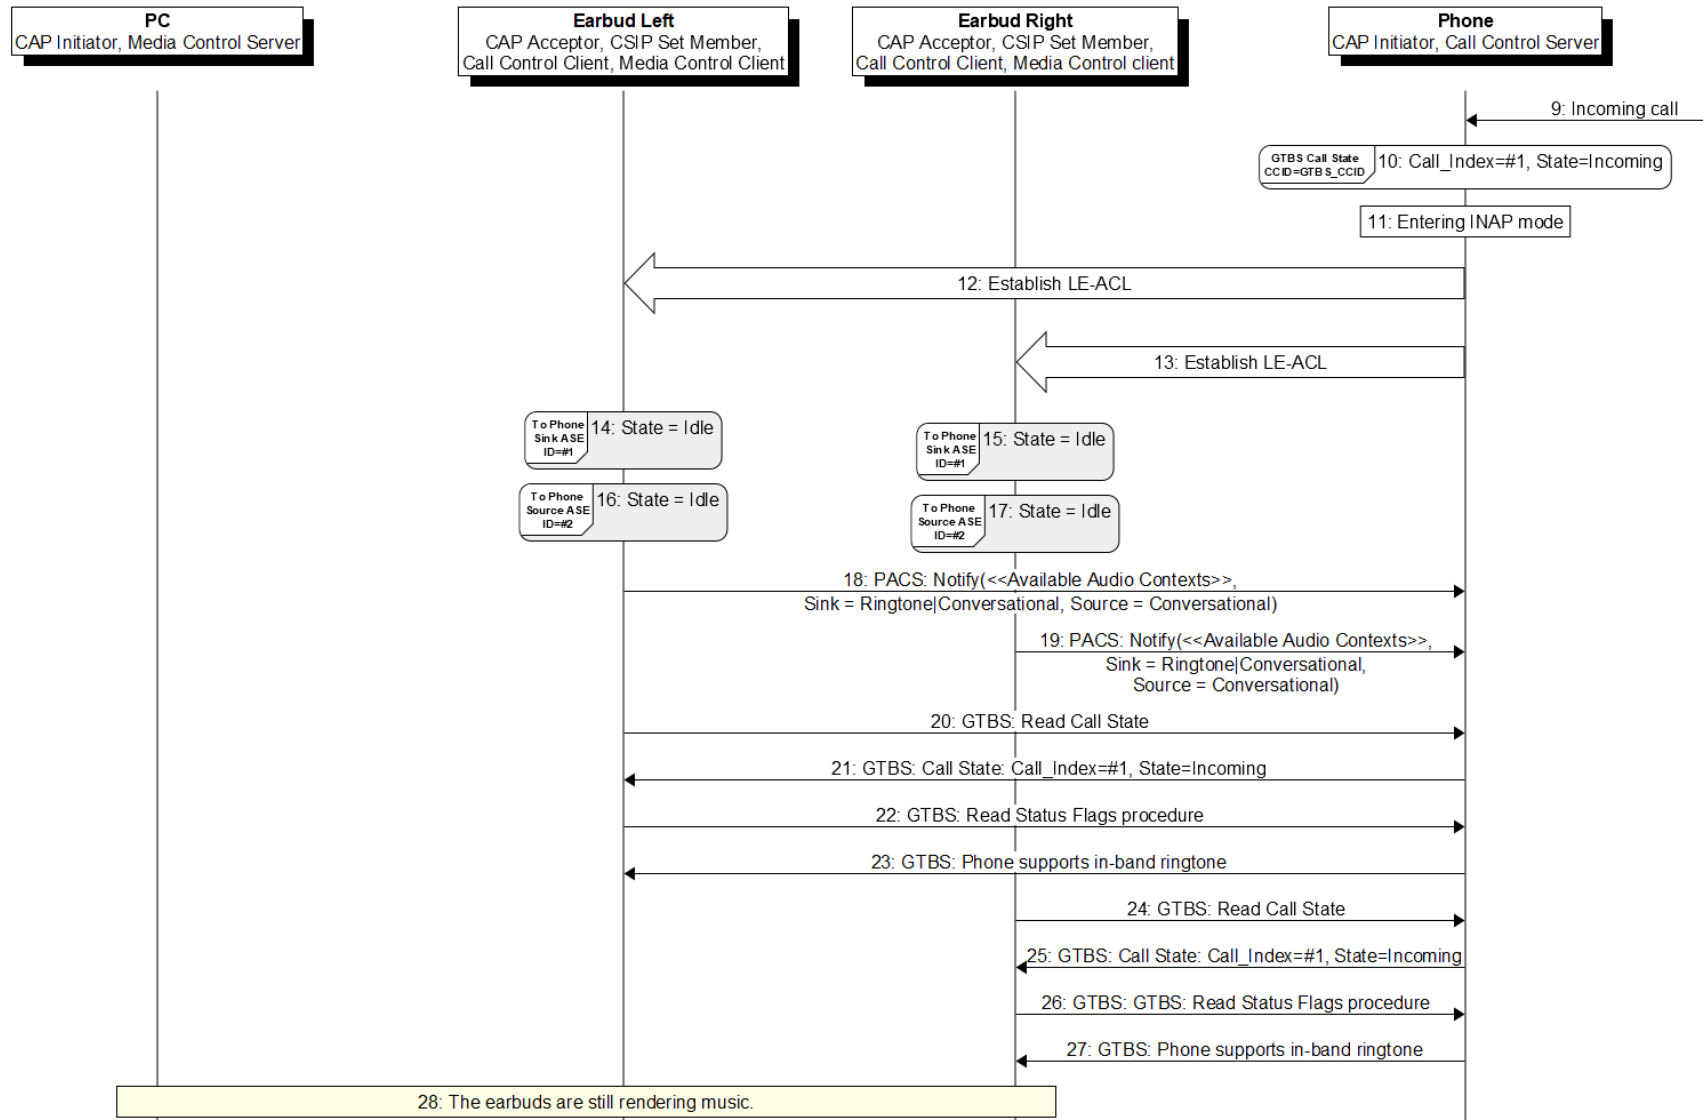 PC
CAP Initiator, Media Control Server
Earbud Left
CAP Acceptor, CSIP Set Member,
Call Control Client, Media Control Client
Earbud Right
CAP Acceptor, CSIP Set Member,
Call Control Client, Media Control client
Phone
CAP Initiator, Call Control Server
9: Incoming call
GTBS Call State
CCID=GTBS_CCID
10: Call_Index=#1, State=Incoming
11: Entering INAP mode
12: Establish LE-ACL
13: Establish LE-ACL
To Phone
Sink ASE
ID=#1
14: State = Idle
To Phone
Sink ASE
ID=#1
15: State = Idle
To Phone
Source ASE
ID=#2
16: State = Idle
To Phone
Source ASE
ID=#2
17: State = Idle
18: PACS: Notify(<<Available Audio Contexts>>,
Sink = Ringtone|Conversational, Source = Conversational)
19: PACS: Notify(<<Available Audio Contexts>>,
Sink = Ringtone|Conversational,
Source = Conversational)
20: GTBS: Read Call State
21: GTBS: Call State: Call_Index=#1, State=Incoming
22: GTBS: Read Status Flags procedure
23: GTBS: Phone supports in-band ringtone
24: GTBS: Read Call State
25: GTBS: Call State: Call_Index=#1, State=Incoming
26: GTBS: GTBS: Read Status Flags procedure
27: GTBS: Phone supports in-band ringtone
28: The earbuds are still rendering music.